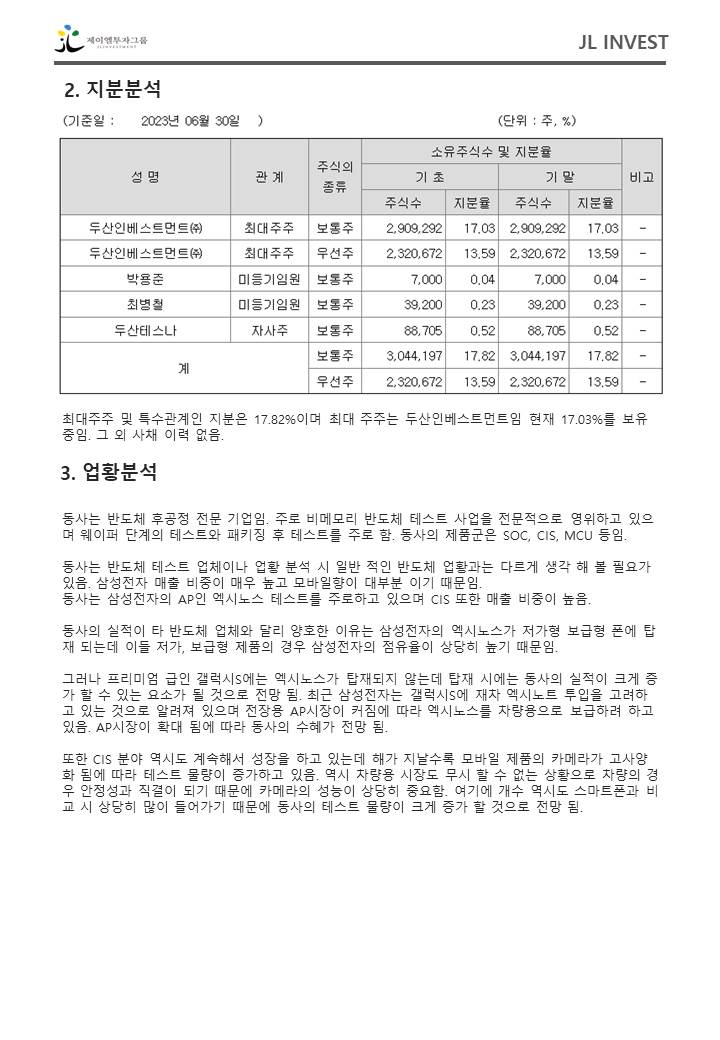 제이엘투자그룹
JL INVESTMENT
JL INVEST
2. 지분분석
(기준일 : 2023년 06월 30일 ) (단위 : 주, %)
성 명 관 계 주식의 종류 소유주식수 및 지분율 비고
기 초 기 말
주식수 지분율 주식수 지분율
두산인베스트먼트㈜ 최대주주 보통주 2,909,292 17.03 2,909,292 17.03 -
두산인베스트먼트㈜ 최대주주 우선주 2,320,672 13.59 2,320,672 13.59 -
박용준 미등기임원 보통주 7,000 0.04 7,000 0.04 -
최병철 미등기임원 보통주 39,200 0.23 39,200 0.23 -
두산테스나 자사주 보통주 88,705 0.52 88,705 0.52 -
계 보통주 3,044,197 17.82 3,044,197 17.82 -
우선주 2,320,672 13.59 2,320,672 13.59 -
최대주주 및 특수관계인 지분은 17.82%이며 최대 주주는 두산인베스트먼트임 현재 17.03%를 보유
중임. 그 외 사채 이력 없음.
3. 업황분석
동사는 반도체 후공정 전문 기업임. 주로 비메모리 반도체 테스트 사업을 전문적으로 영위하고 있으
며 웨이퍼 단계의 테스트와 패키징 후 테스트를 주로 함. 동사의 제품군은 SOC, CIS, MCU 등임.
동사는 반도체 테스트 업체이나 업황 분석 시 일반 적인 반도체 업황과는 다르게 생각 해 볼 필요가
있음. 삼성전자 매출 비중이 매우 높고 모바일향이 대부분 이기 때문임.
동사는 삼성전자의 AP인 엑시노스 테스트를 주로하고 있으며 CIS 또한 매출 비중이 높음.
동사의 실적이 타 반도체 업체와 달리 양호한 이유는 삼성전자의 엑시노스가 저가형 보급형 폰에 탑
재 되는데 이들 저가, 보급형 제품의 경우 삼성전자의 점유율이 상당히 높기 때문임.
그러나 프리미엄 급인 갤럭시S에는 엑시노스가 탑재되지 않는데 탑재 시에는 동사의 실적이 크게 증
가 할 수 있는 요소가 될 것으로 전망 됨. 최근 삼성전자는 갤럭시S에 재차 엑시노트 투입을 고려하
고 있는 것으로 알려져 있으며 전장용 AP시장이 커짐에 따라 엑시노스를 차량용으로 보급하려 하고
있음. AP시장이 확대 됨에 따라 동사의 수혜가 전망 됨.
또한 CIS 분야 역시도 계속해서 성장을 하고 있는데 해가 지날수록 모바일 제품의 카메라가 고사양
화 됨에 따라 테스트 물량이 증가하고 있음. 역시 차량용 시장도 무시 할 수 없는 상황으로 차량의 경
우 안정성과 직결이 되기 때문에 카메라의 성능이 상당히 중요함. 여기에 개수 역시도 스마트폰과 비
교 시 상당히 많이 들어가기 때문에 동사의 테스트 물량이 크게 증가 할 것으로 전망 됨.